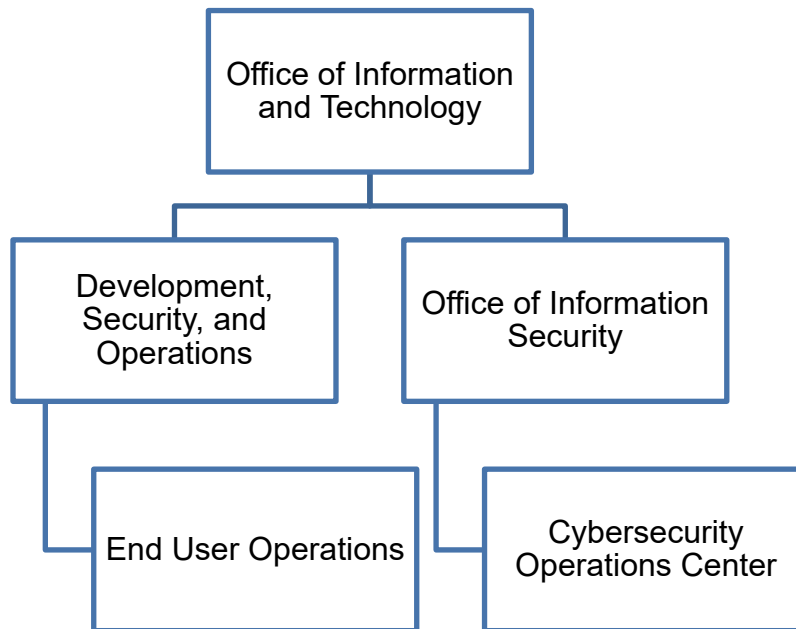 Office of Information
and Technology
Development,
Security, and
Operations
Office of Information
Security
End User Operations
Cybersecurity
Operations Center